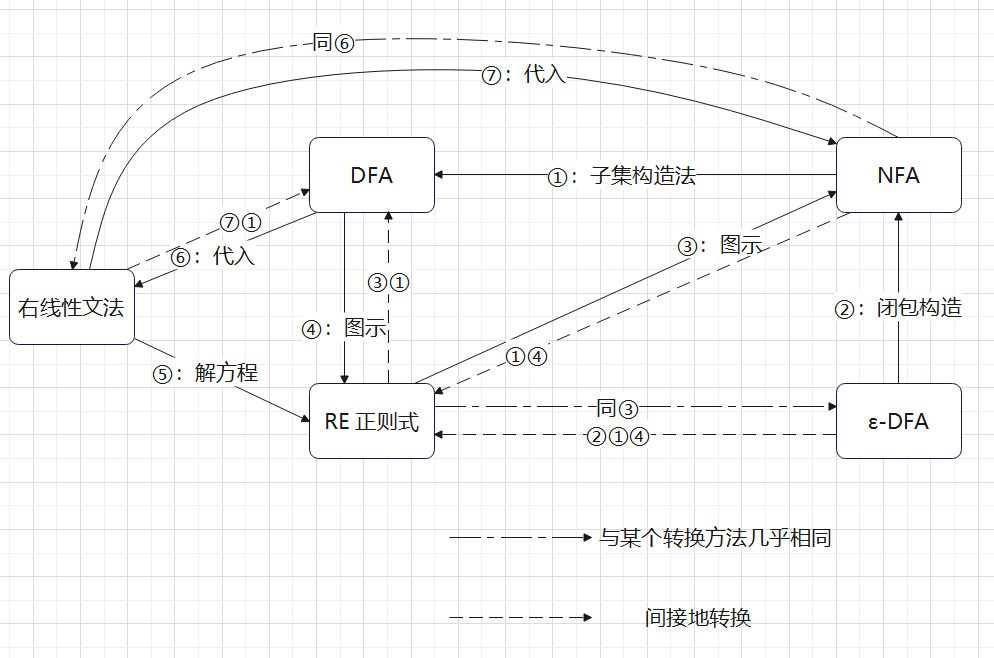 同⑥
⑦：代入
DFA
①：子集构造法
NFA
⑦①
⑥：代入
③：图示
③①
右线性文法
②：闭包构造
④：图示
①④
⑤：解方程
RE 正则式
同③
②①④
ε-DFA
与某个转换方法几乎相同
间接地转换